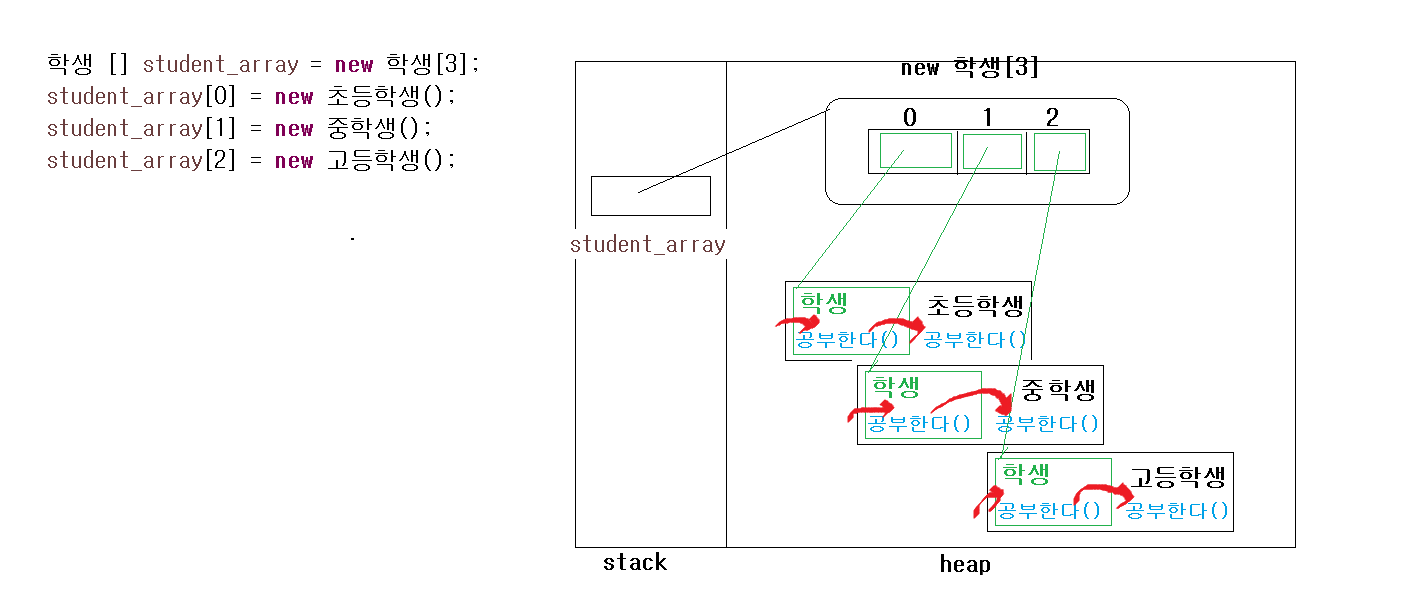 학생 [] student_array = new 학생[3];
student_array[0] = new 초등학생();
student_array[1] = new 중학생();
student_array[2] = new 고등학생();
new 학생[3]
0 1 2
student_array
학생 초등학생
공부한다() 공부한다()
학생 중학생
공부한다() 공부한다()
학생 고등학생
공부한다() 공부한다()
stack heap